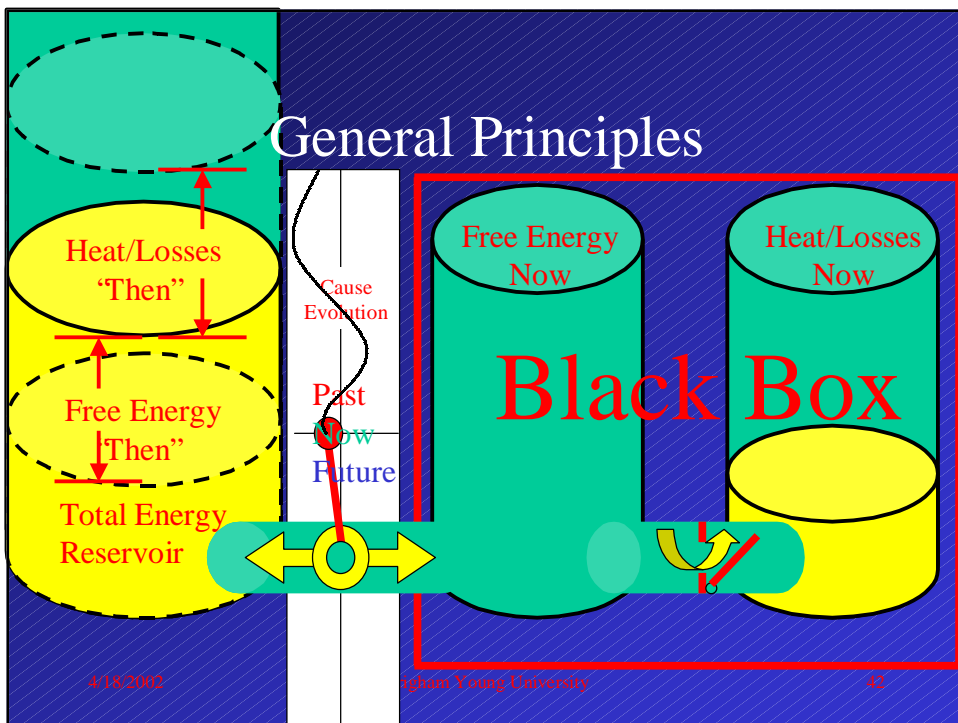 General Principles
Heat/Losses
“Then”
Free Energy
“Then”
Total Energy
Reservoir
Cause
Evolution
Past
Now
Future
Free Energy
Now
Heat/Losses
Now
Black Box
4/18/2002
Young University
42